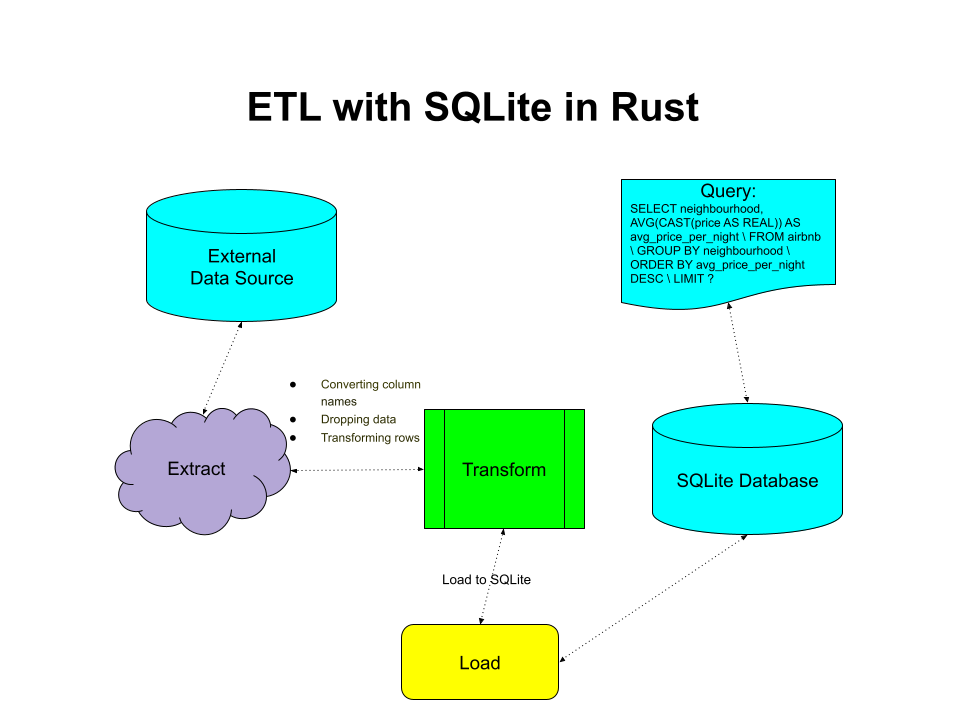 ETL with SQLite in Rust
External
Data Source
Query:
SELECT neighbourhood,
AVG(CAST(price AS REAL)) AS
avg_price_per_night \ FROM airbnb
\ GROUP BY neighbourhood \
ORDER BY avg_price_per_night
DESC \ LIMIT ?
● Converting column
names
● Dropping data
● Transforming rows
Extract
Transform
SQLite Database
Load to SQLite
Load